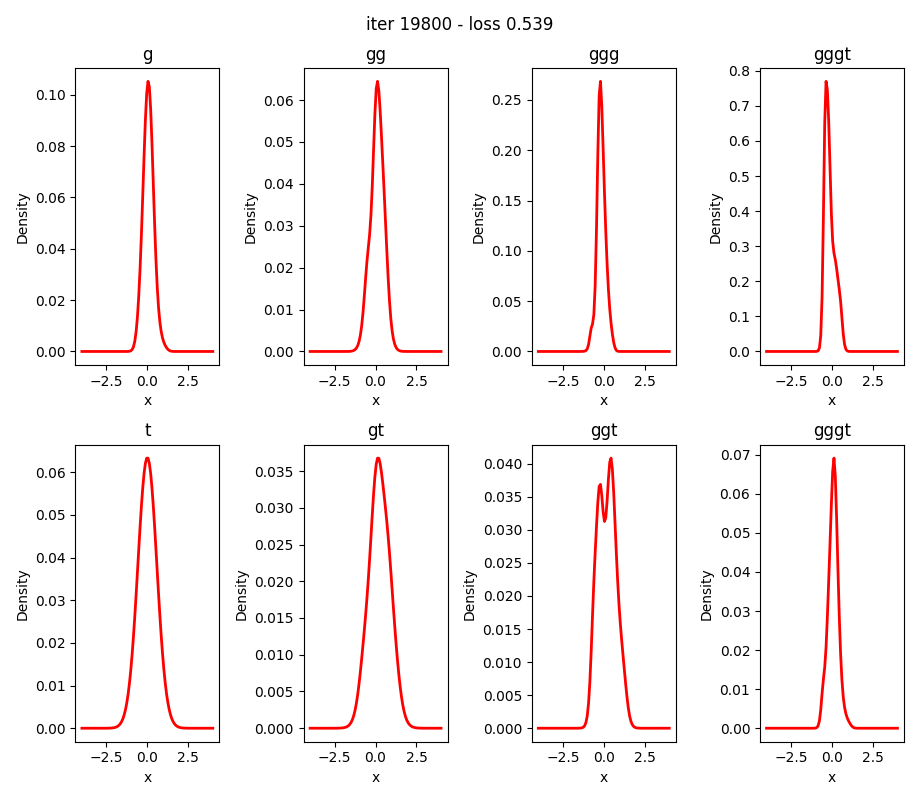 iter 19800 - loss 0.539
g
gg
ggg
gggt
0.10
0.08
0.06
0.04
0.02
0.00
Density
−2.5 0.0 2.5
x
0.06
0.05
0.04
0.03
0.02
0.01
0.00
Density
−2.5 0.0 2.5
x
0.25
0.20
0.15
0.10
0.05
0.00
Density
−2.5 0.0 2.5
x
0.8
0.7
0.6
0.5
0.4
0.3
0.2
0.1
0.0
Density
−2.5 0.0 2.5
x
t
gt
ggt
gggt
0.06
0.05
0.04
0.03
0.02
0.01
0.00
Density
−2.5 0.0 2.5
x
0.035
0.030
0.025
0.020
0.015
0.010
0.005
0.000
Density
−2.5 0.0 2.5
x
0.040
0.035
0.030
0.025
0.020
0.015
0.010
0.005
0.000
Density
−2.5 0.0 2.5
x
0.07
0.06
0.05
0.04
0.03
0.02
0.01
0.00
Density
−2.5 0.0 2.5
x